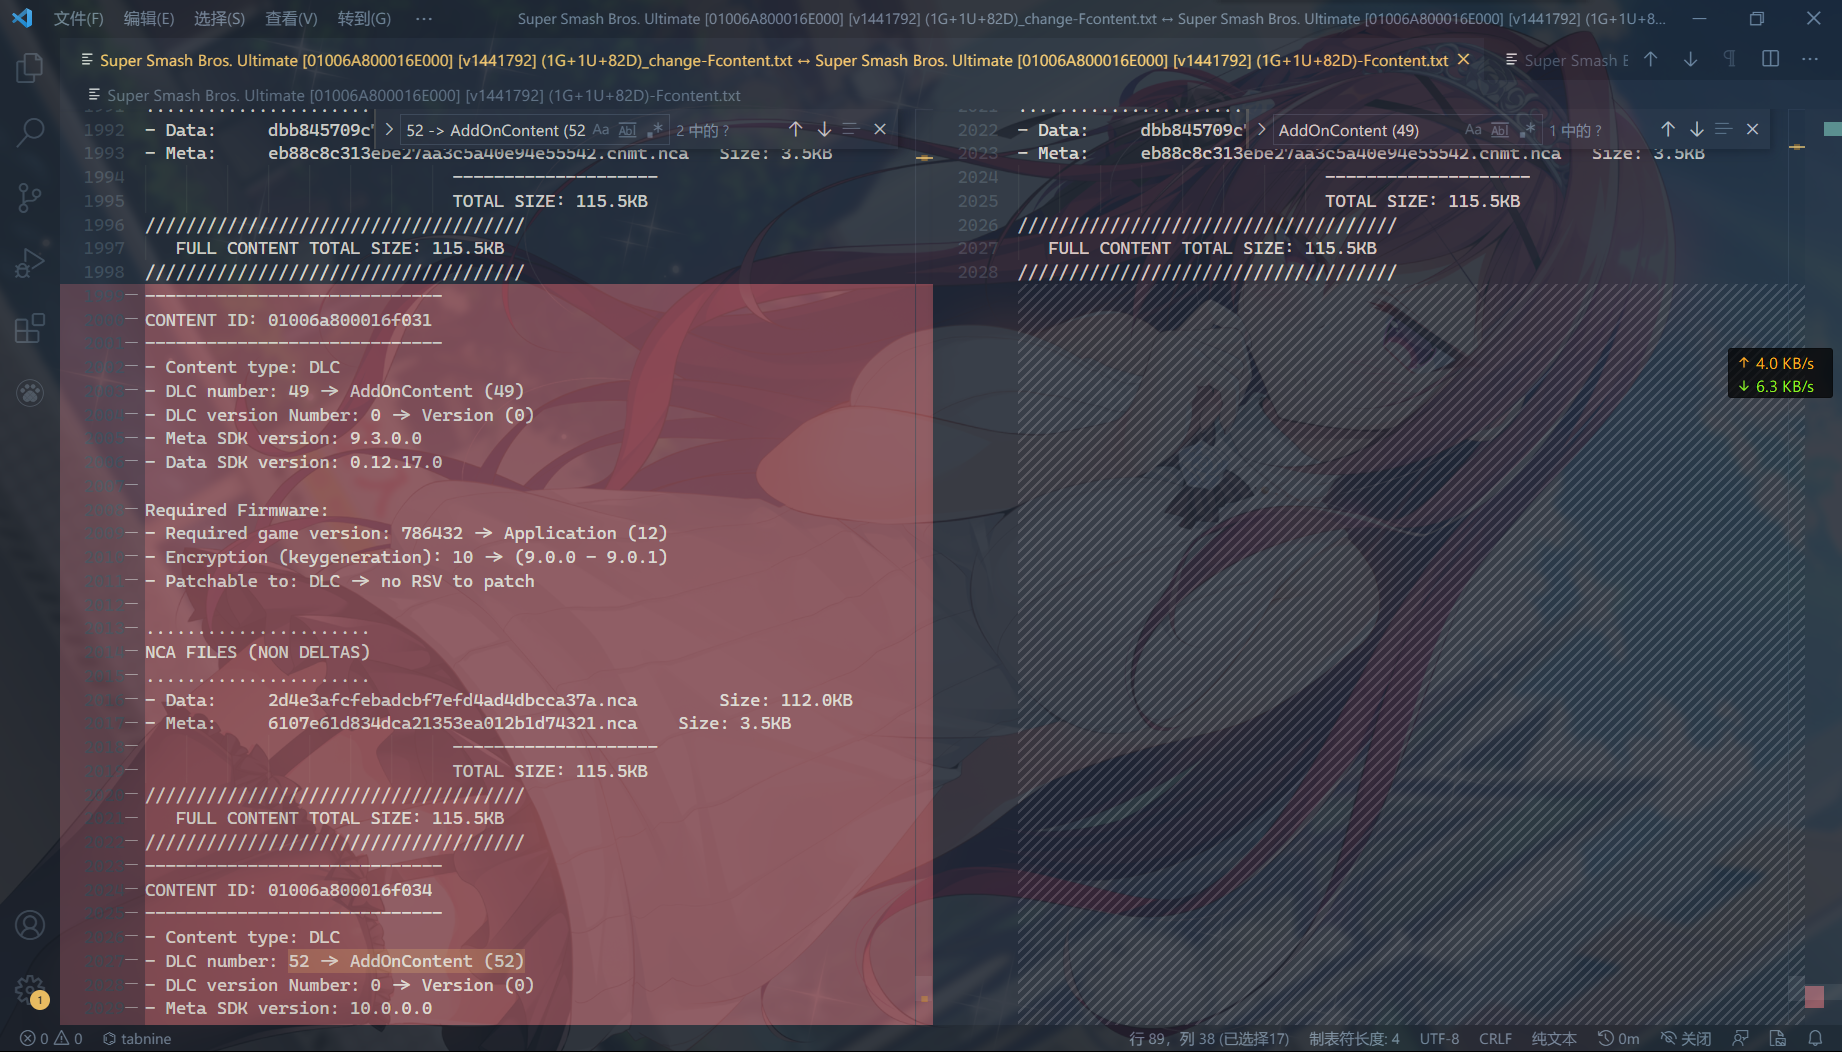 文件(F) 编辑(E) 选择(S) 查看(V) 转到(G) ··· Super Smash Bros. Ultimate [01006A800016E000] [v1441792] (1G+1U+82D)_change-Fcontent.txt ↔ Super Smash Bros. Ultimate [01006A800016E000] [v1441792] (1G+1U+8...
Super Smash Bros. Ultimate [01006A800016E000] [v1441792] (1G+1U+82D)_change-Fcontent.txt ↔ Super Smash Bros. Ultimate [01006A800016E000] [v1441792] (1G+1U+82D)-Fcontent.txt Super Smash
Super Smash Bros. Ultimate [01006A800016E000] [v1441792] (1G+1U+82D)-Fcontent.txt
52 -> AddOnContent (52 Aa Abl .* 2 中的 ?
AddOnContent (49) Aa Abl .* 1 中的 ?
1992 - Data: dbb845709c
1993 - Meta: eb88c8c313ebe27aa3c5a40e94e55542.cnmt.nca Size: 3.5KB
1994 --------------------
1995 TOTAL SIZE: 115.5KB
1996 /////////////////////////////////////
1997 FULL CONTENT TOTAL SIZE: 115.5KB
1998 /////////////////////////////////////
-----------------------------
CONTENT ID: 01006a800016f031
-----------------------------
- Content type: DLC
- DLC number: 49 -> AddOnContent (49)
- DLC version Number: 0 -> Version (0)
- Meta SDK version: 9.3.0.0
- Data SDK version: 0.12.17.0
Required Firmware:
- Required game version: 786432 -> Application (12)
- Encryption (keygeneration): 10 -> (9.0.0 - 9.0.1)
- Patchable to: DLC -> no RSV to patch
......................
NCA FILES (NON DELTAS)
......................
- Data: 2d4e3afcfebadcbf7efd4ad4dbcca37a.nca Size: 112.0KB
- Meta: 6107e61d834dca21353ea012b1d74321.nca Size: 3.5KB
--------------------
TOTAL SIZE: 115.5KB
/////////////////////////////////////
FULL CONTENT TOTAL SIZE: 115.5KB
/////////////////////////////////////
-----------------------------
CONTENT ID: 01006a800016f034
-----------------------------
- Content type: DLC
- DLC number: 52 -> AddOnContent (52)
- DLC version Number: 0 -> Version (0)
- Meta SDK version: 10.0.0.0
2022 - Data: dbb845709c
2023 - Meta: eb88c8c313ebe27aa3c5a40e94e55542.cnmt.nca Size: 3.5KB
2024 --------------------
2025 TOTAL SIZE: 115.5KB
2026 /////////////////////////////////////
2027 FULL CONTENT TOTAL SIZE: 115.5KB
2028 /////////////////////////////////////
↑ 4.0 KB/s
↓ 6.3 KB/s
1
0 0 tabnine 行 89，列 38 (已选择17) 制表符长度: 4 UTF-8 CRLF 纯文本 0m 关闭